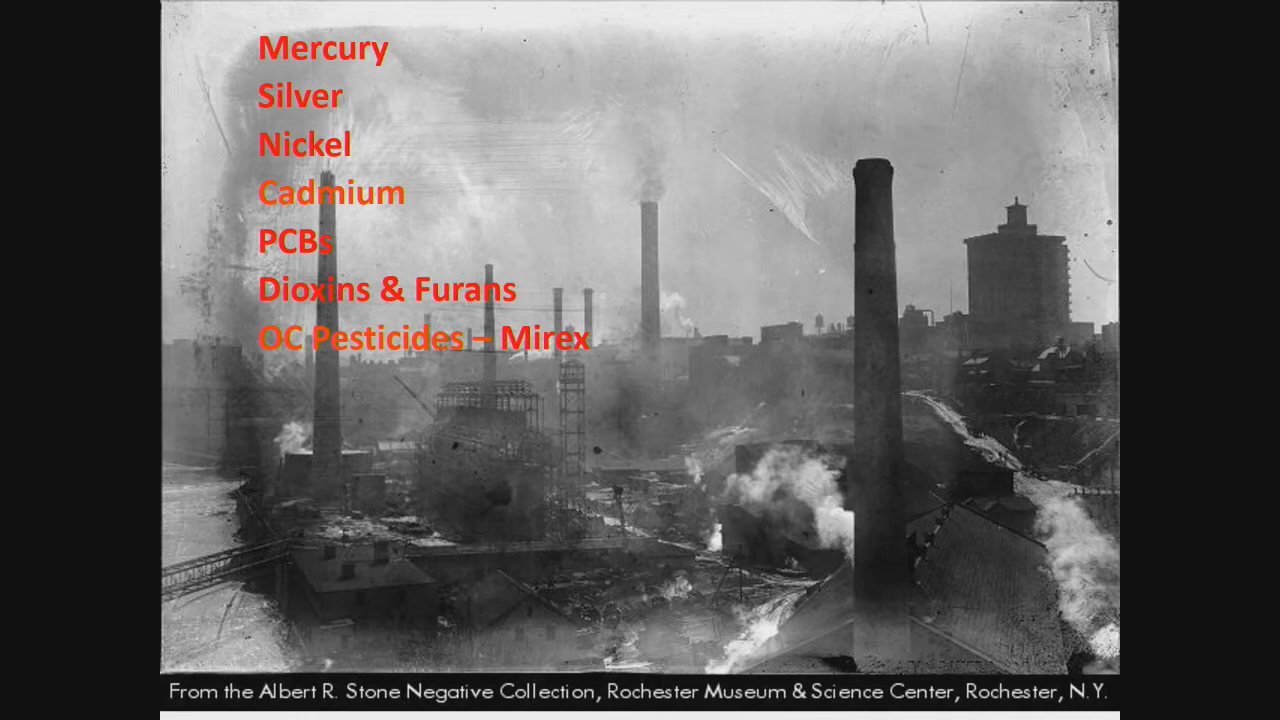 Mercury
Silver
Nickel
Cadmium
PCBs
Dioxins & Furans
OC Pesticides – Mirex
From the Albert R. Stone Negative Collection, Rochester Museum & Science Center, Rochester, N.Y.